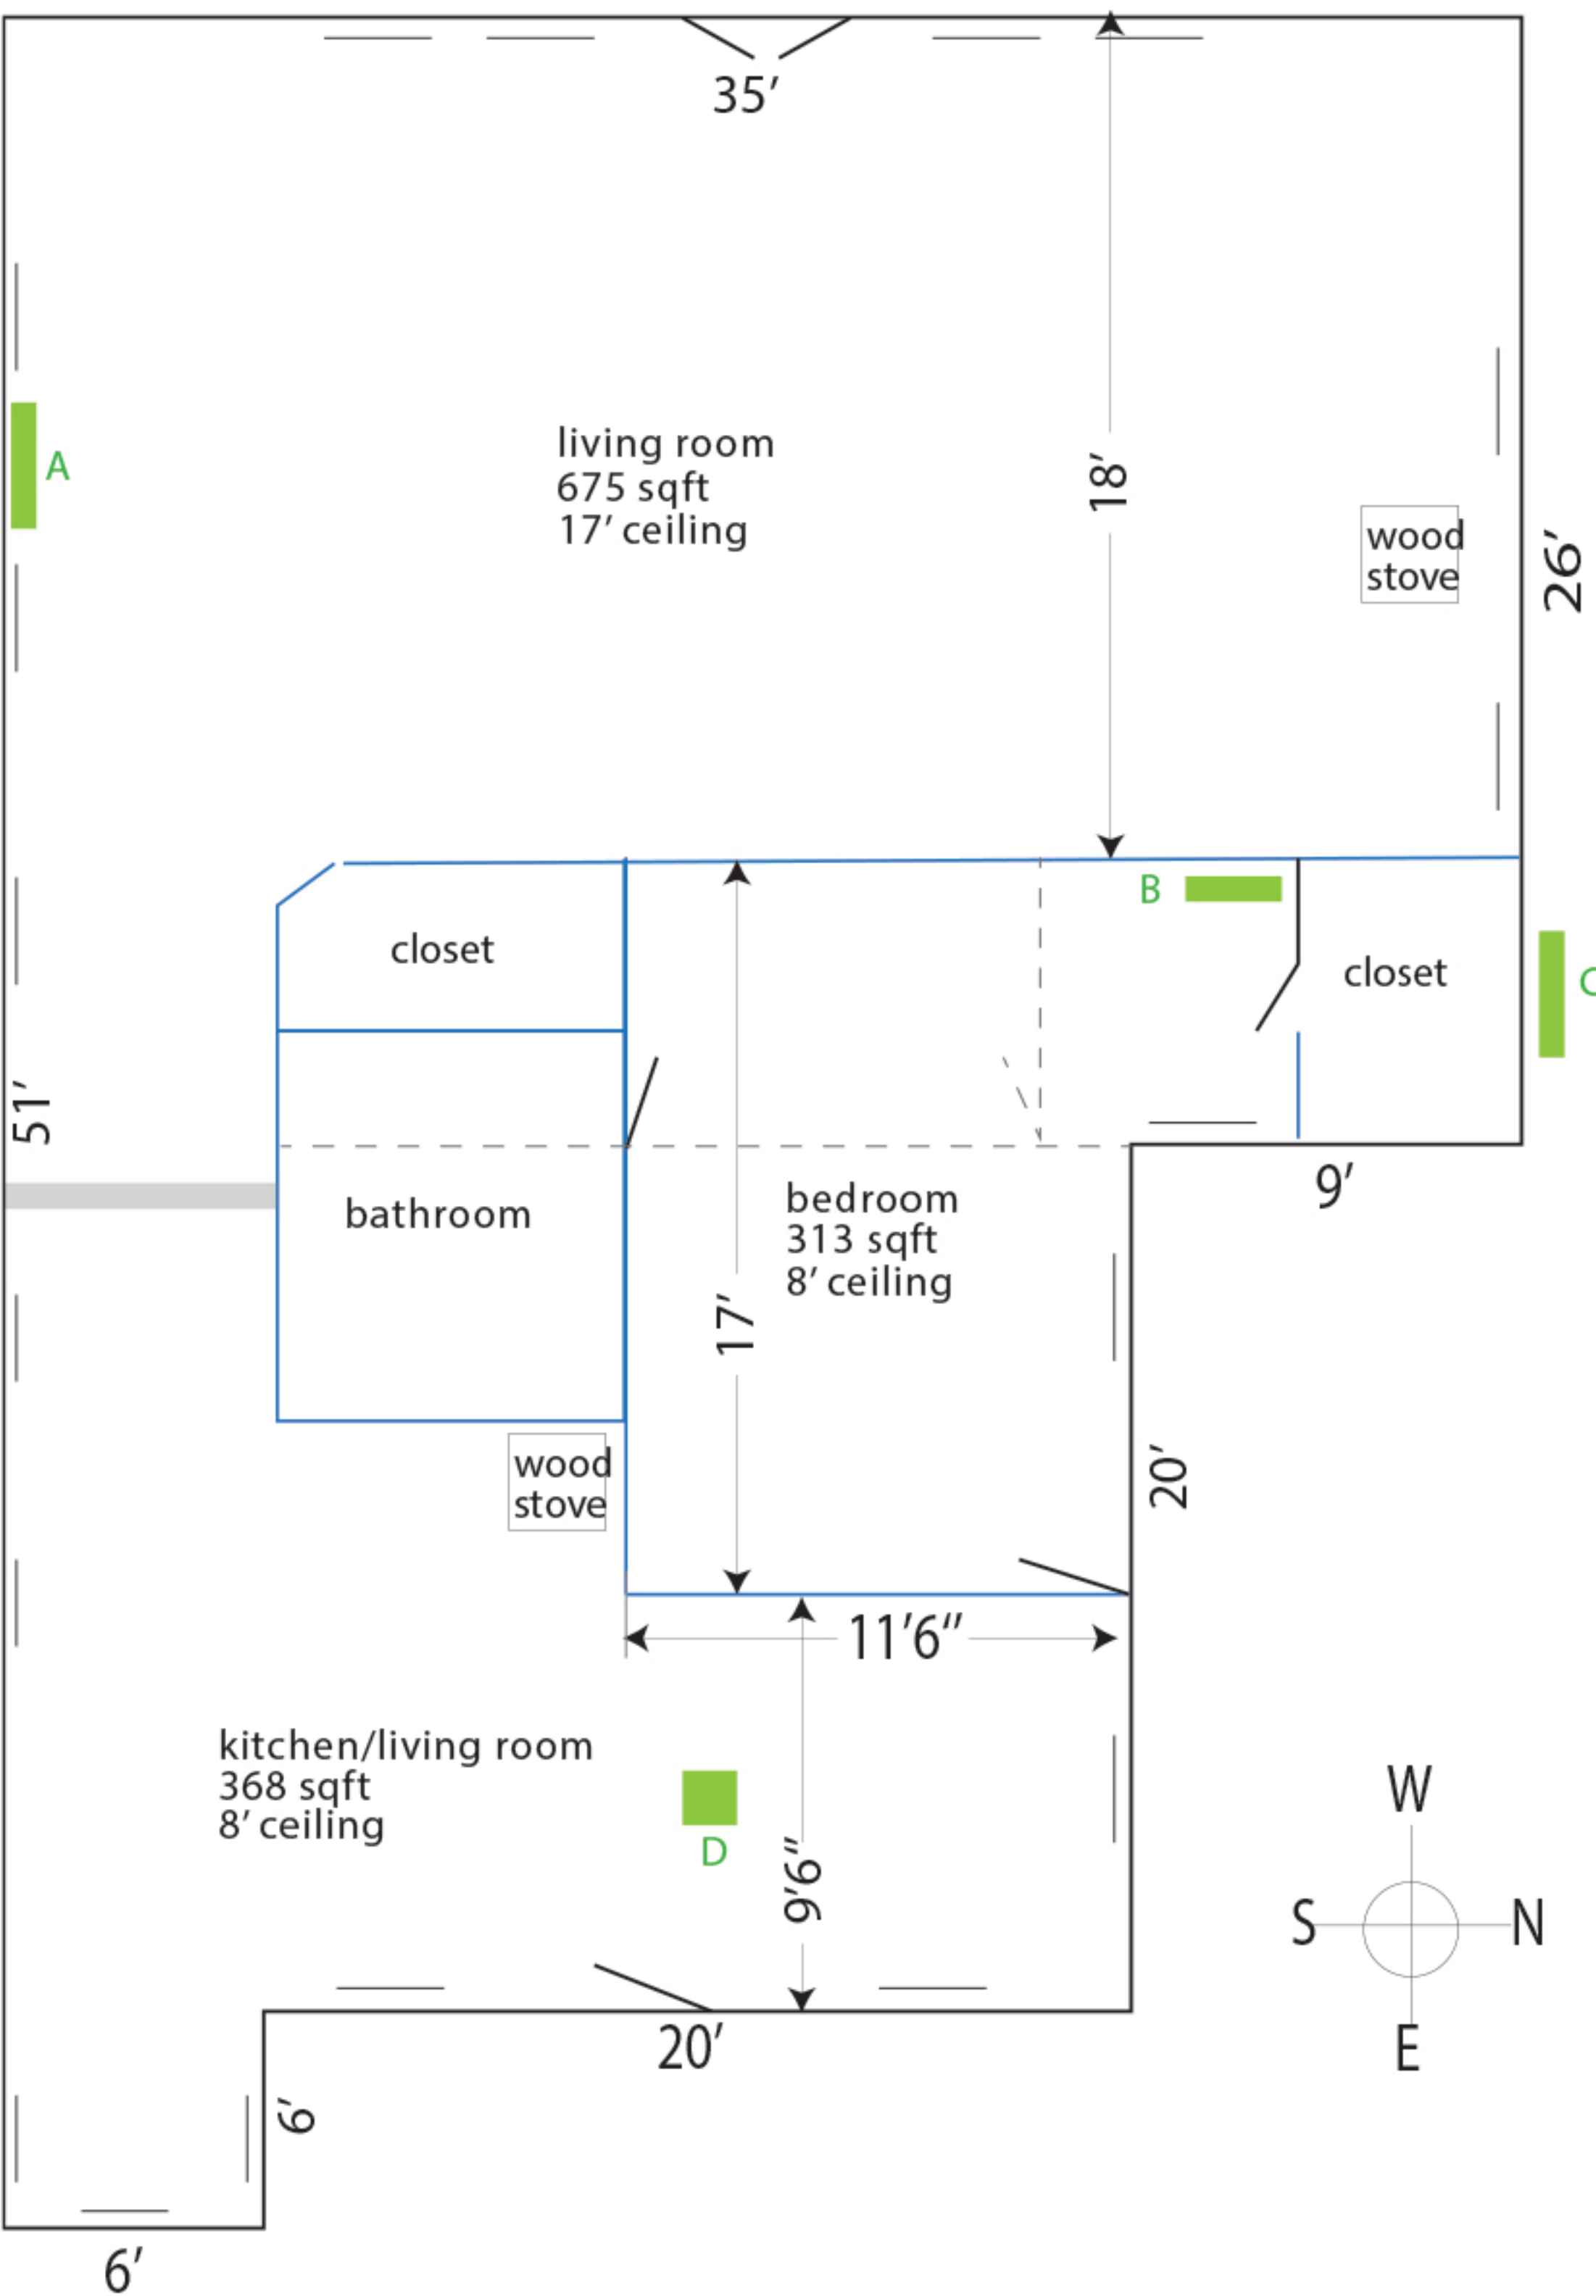 35′
living room
675 sqft
17′ ceiling
18′
A
wood
stove
26′
B
closet
closet
C
51′
9′
bathroom
bedroom
313 sqft
8′ ceiling
17′
wood
stove
20′
11′6″
kitchen/living room
368 sqft
8′ ceiling
D
9′6″
W
S
N
E
20′
6′
6′